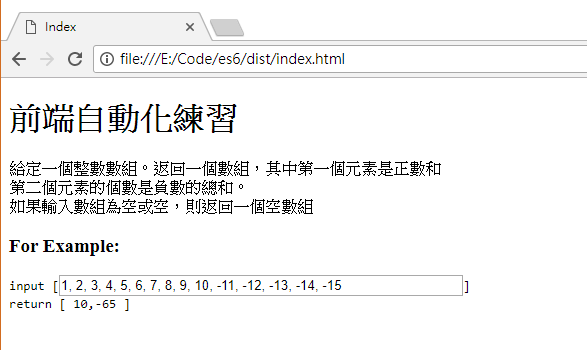 Index
file:///E:/Code/es6/dist/index.html
前端自動化練習
給定一個整數數組。返回一個數組，其中第一個元素是正數和
第二個元素的個數是負數的總和。
如果輸入數組為空或空，則返回一個空數組
For Example:
input [1, 2, 3, 4, 5, 6, 7, 8, 9, 10, -11, -12, -13, -14, -15]
return [ 10,-65 ]